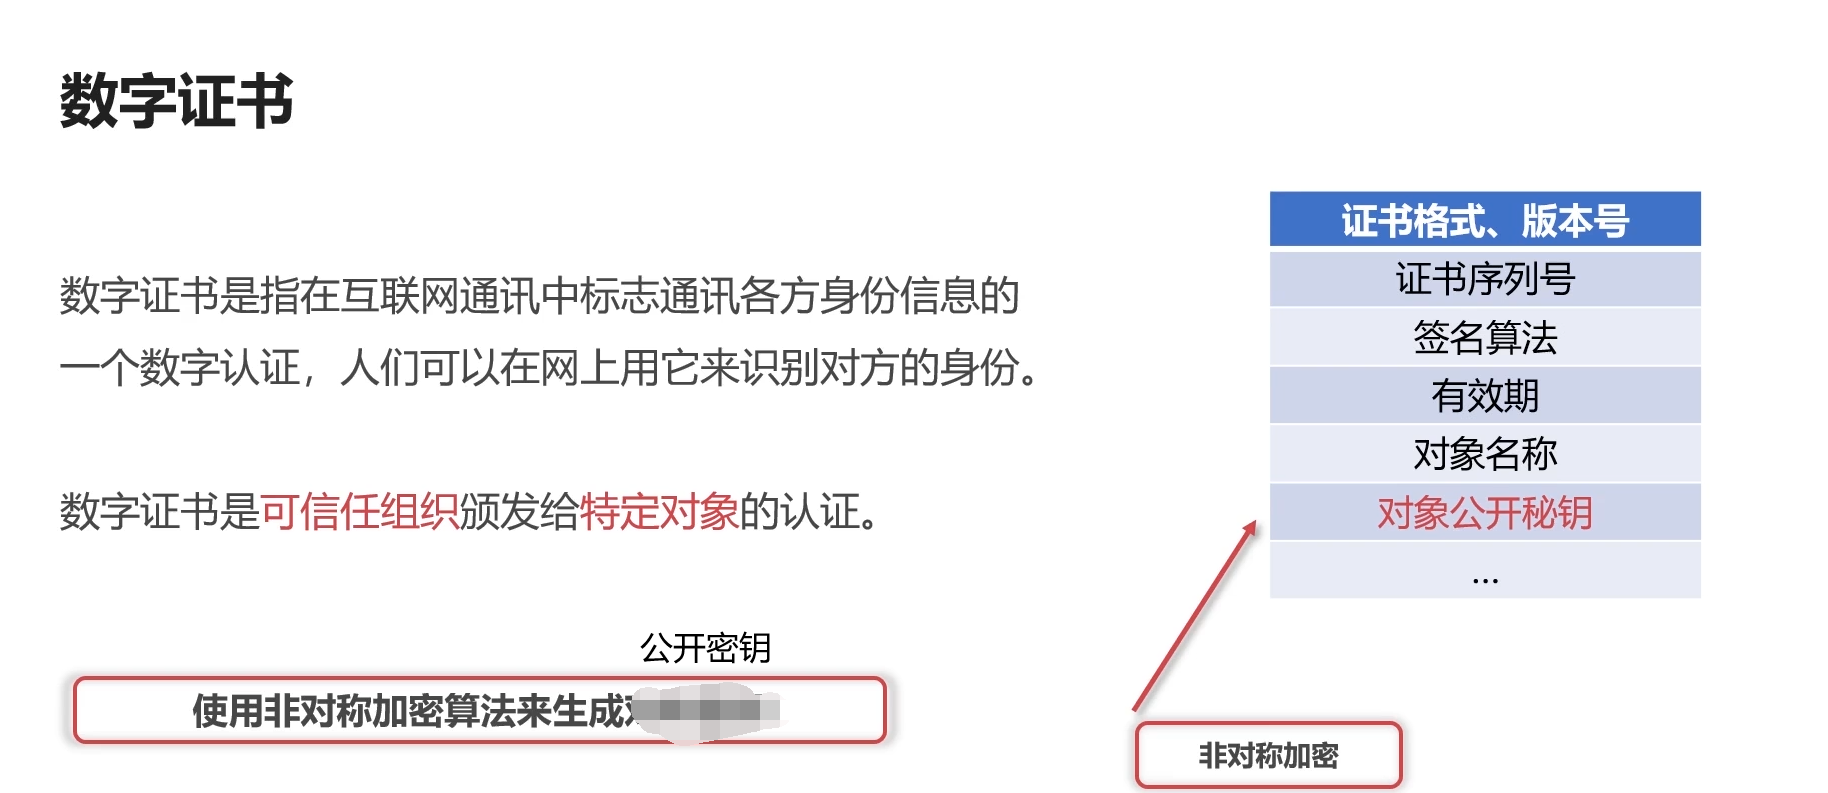 数字证书
数字证书是指在互联网通讯中标志通讯各方身份信息的
一个数字认证，人们可以在网上用它来识别对方的身份。
数字证书是可信任组织颁发给特定对象的认证。
公开密钥
使用非对称加密算法来生成
证书格式、版本号
证书序列号
签名算法
有效期
对象名称
对象公开秘钥
...
非对称加密